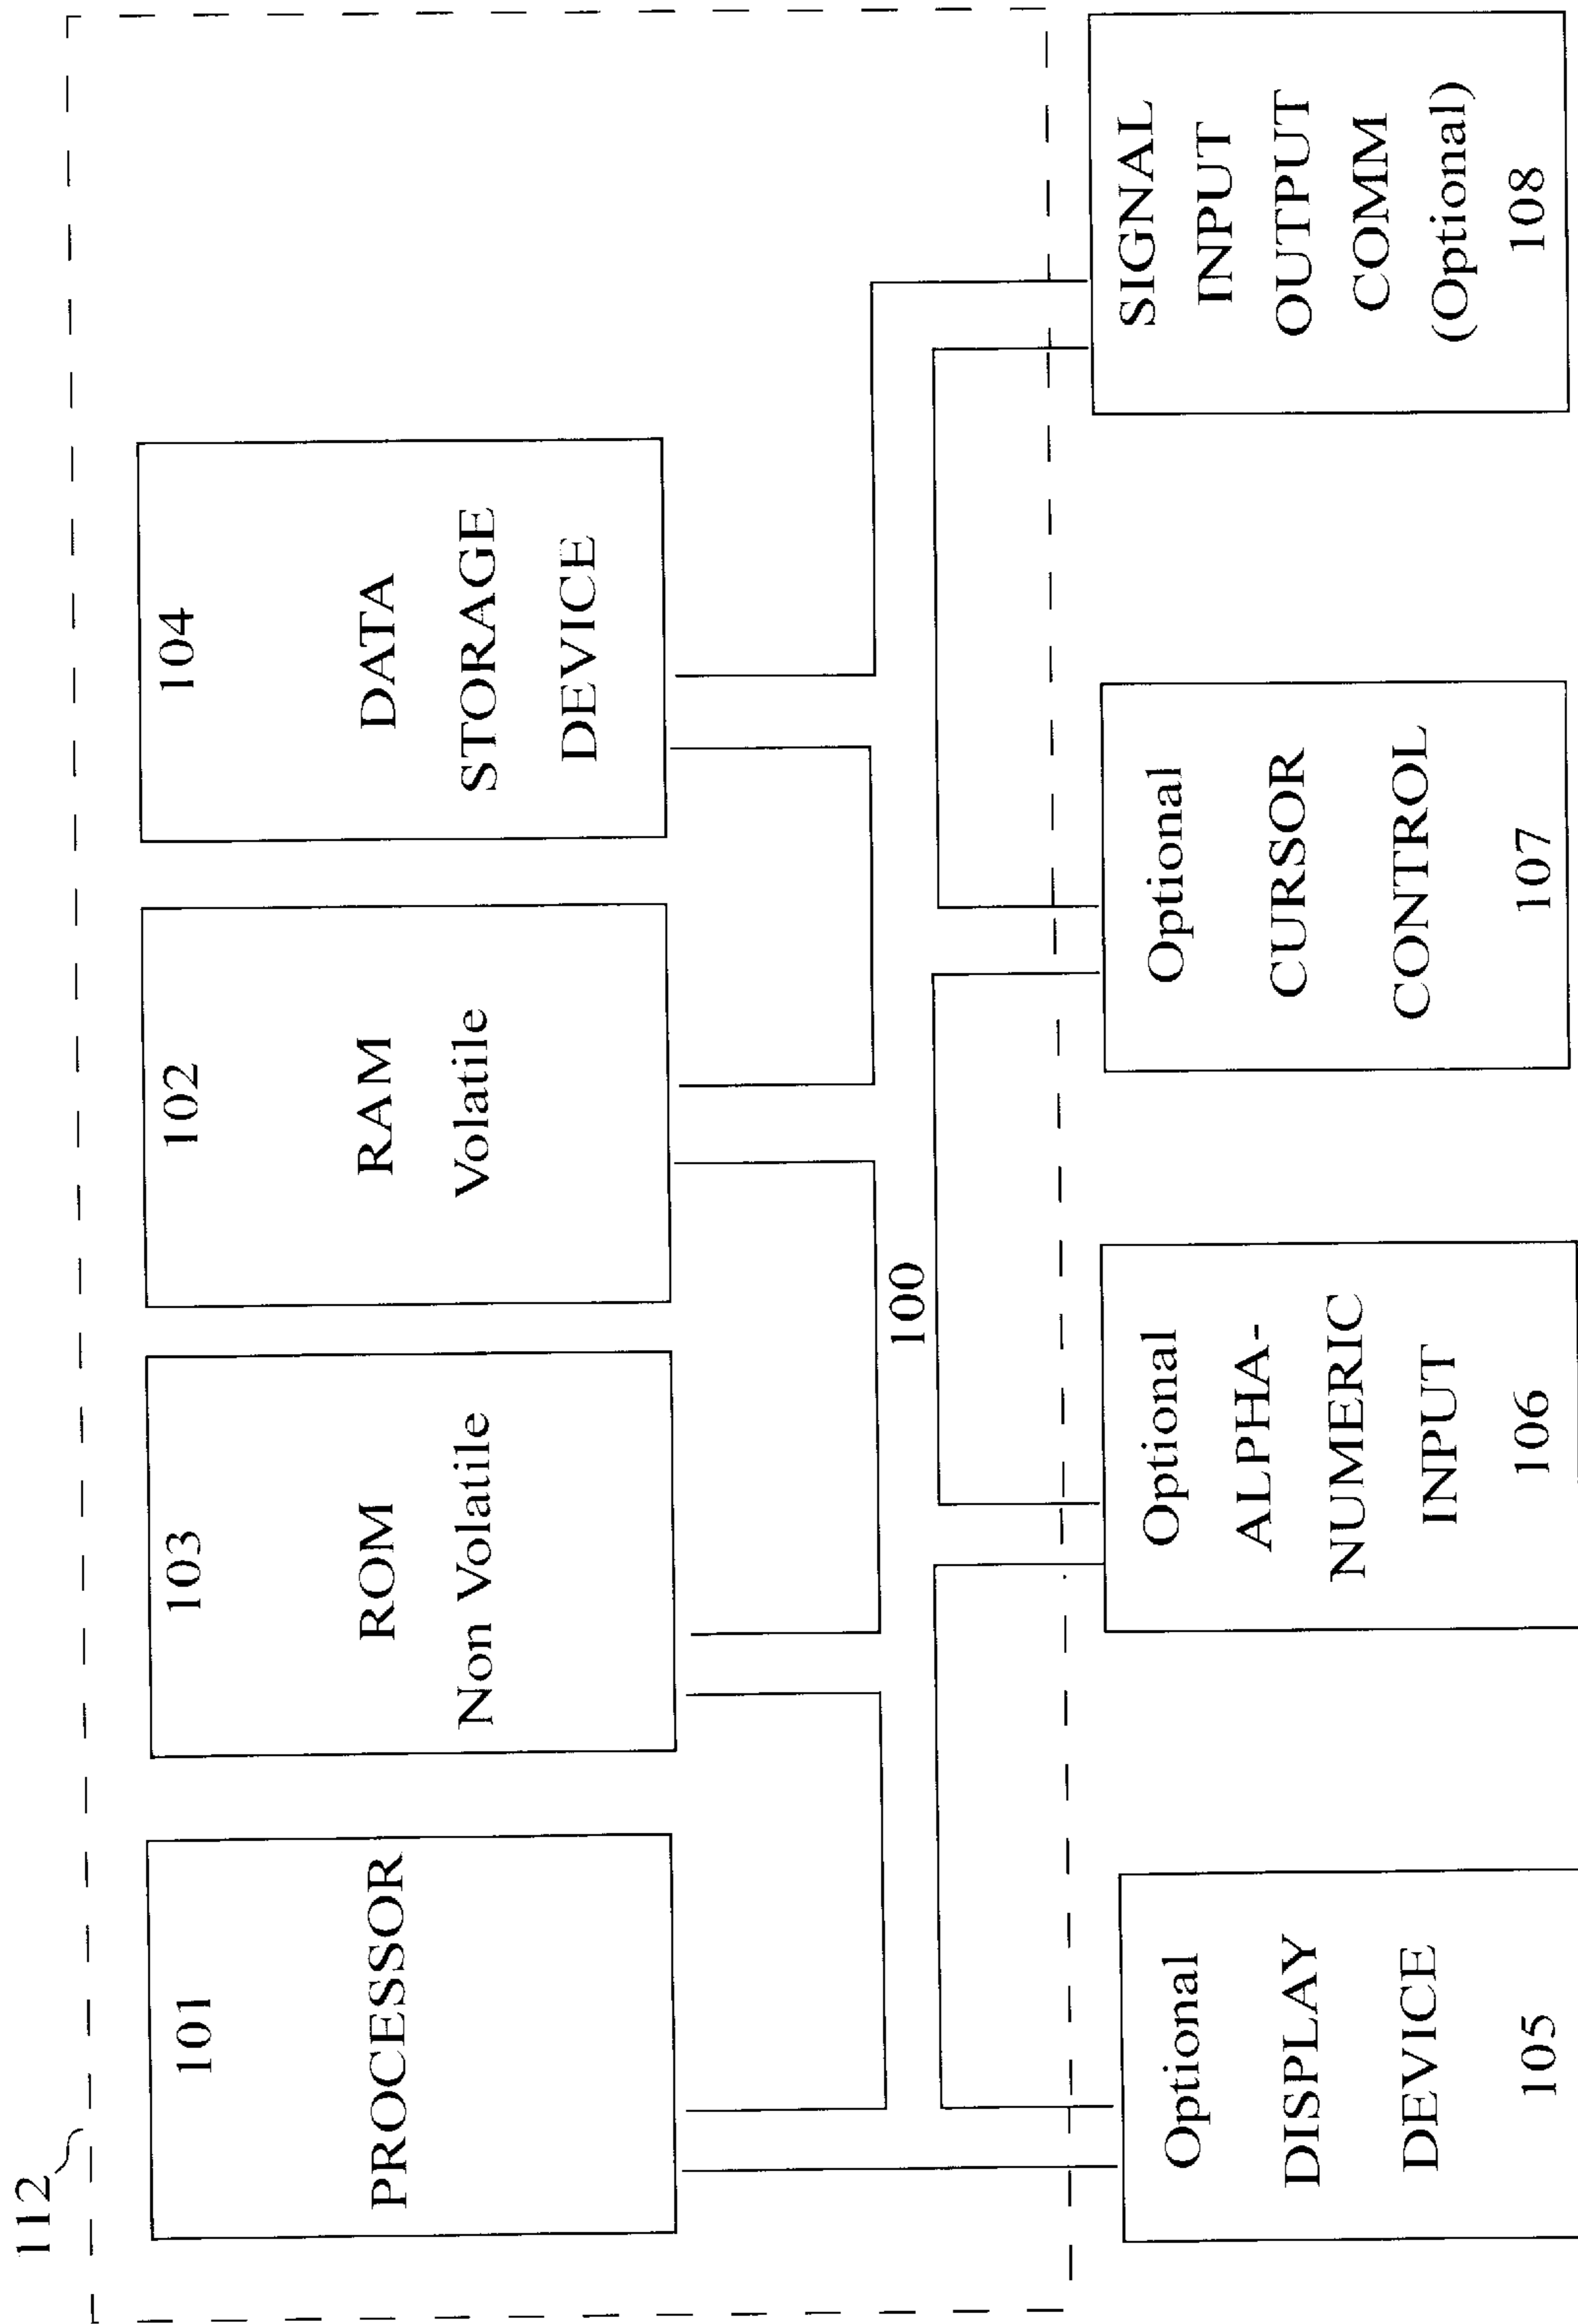 112
101
PROCESSOR
103
ROM
Non Volatile
102
RAM
Volatile
104
DATA
STORAGE
DEVICE
100
Optional
DISPLAY
DEVICE
105
Optional
ALPHA-
NUMERIC
INPUT
106
Optional
CURSOR
CONTROL
107
SIGNAL
INPUT
OUTPUT
COMM
(Optional)
108